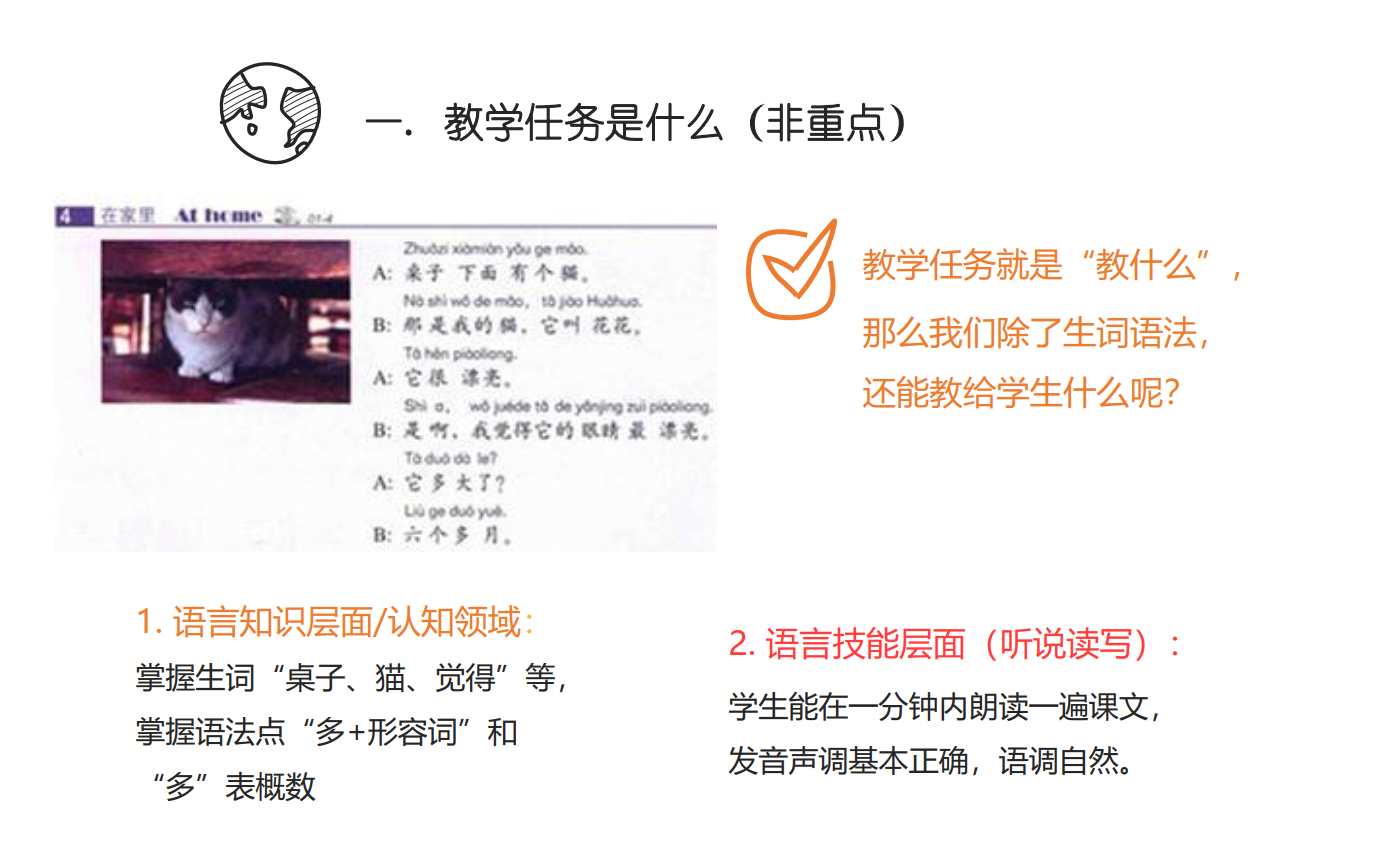 一. 教学任务是什么（非重点）
4 在家里 At home 01-4
Zhuōzi xiàmiàn yǒu ge māo.
A: 桌子 下面 有 个 猫。
Nà shì wǒ de māo, tā jiào Huāhua.
B: 那 是 我 的 猫，它叫 花花。
Tā hěn piàoliang.
A: 它 很 漂亮。
Shì a, wǒ juéde tā de yǎnjing zuì piàoliang.
B: 是 啊，我觉得它的 眼睛 最 漂亮。
Tā duō dà le?
A: 它 多 大了？
Liù ge duō yuè.
B: 六 个 多 月。
教学任务就是“教什么”，
那么我们除了生词语法，
还能教给学生什么呢？
1. 语言知识层面/认知领域：
掌握生词“桌子、猫、觉得”等，
掌握语法点“多+形容词”和
“多”表概数
2. 语言技能层面（听说读写）：
学生能在一分钟内朗读一遍课文，
发音声调基本正确，语调自然。